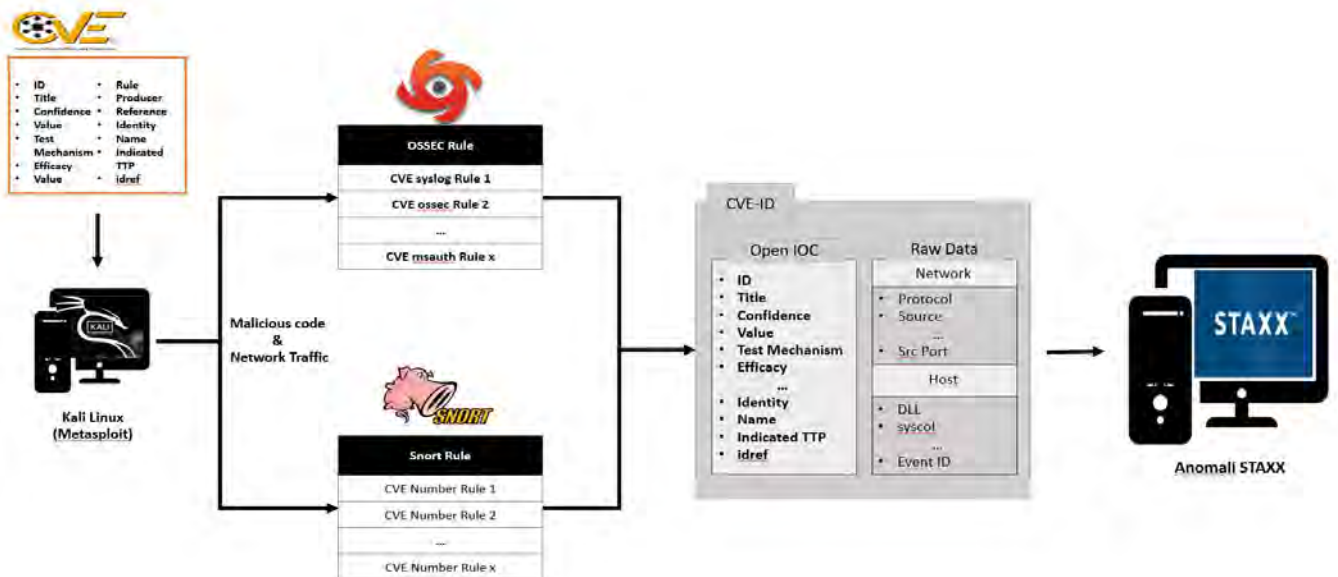 CVE
• ID
• Title
• Confidence
• Value
• Test
Mechanism
• Efficacy
• Value
• Rule
• Producer
• Reference
• Identity
• Name
• Indicated
TTP
• idref
KALI
Kali Linux
(Metasploit)
Malicious code
&
Network Traffic
OSSEC Rule
CVE syslog Rule 1
CVE ossec Rule 2
...
CVE msauth Rule x
SNORT
Snort Rule
CVE Number Rule 1
CVE Number Rule 2
...
CVE Number Rule x
CVE-ID
Open IOC
• ID
• Title
• Confidence
• Value
• Test Mechanism
• Efficacy
...
• Identity
• Name
• Indicated TTP
• idref
Raw Data
Network
• Protocol
• Source
...
• Src Port
Host
• DLL
• syscol
...
• Event ID
STAXX™
Anomali STAXX